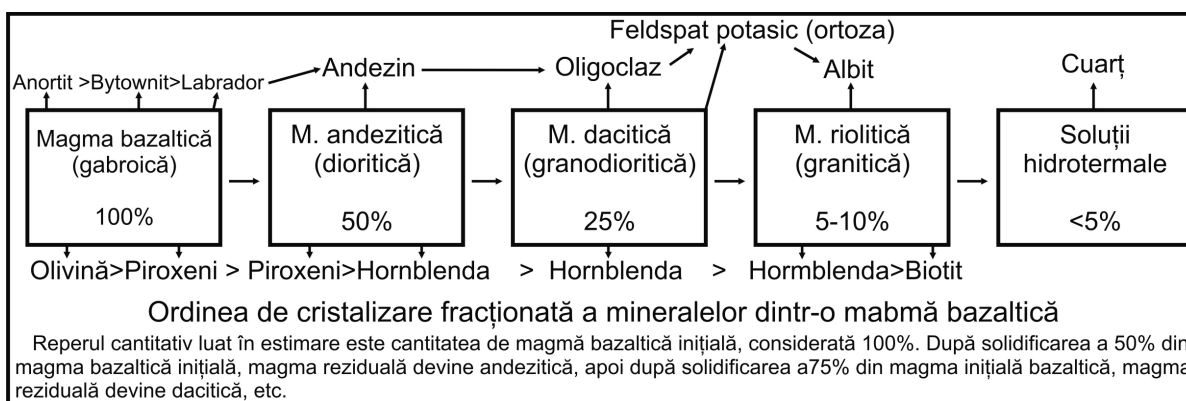 Feldspat potasic (ortoza)
Anortit >Bytownit>Labrador
Andezin
Oligoclaz
Albit
Cuarț
Magma bazaltică
(gabroică)
100%
M. andezitică
(dioritică)
50%
M. dacitică
(granodioritică)
25%
M. riolitică
(granitică)
5-10%
Soluții
hidrotermale
<5%
Olivină>Piroxeni > Piroxeni>Hornblenda > Hornblenda > Hormblenda>Biotit
Ordinea de cristalizare fracționată a mineralelor dintr-o mabmă bazaltică
Reperul cantitativ luat în estimare este cantitatea de magmă bazaltică inițială, considerată 100%. După solidificarea a 50% din
magma bazaltică inițială, magma reziduală devine andezitică, apoi după solidificarea a75% din magma inițială bazaltică, magma
reziduală devine dacitică, etc.